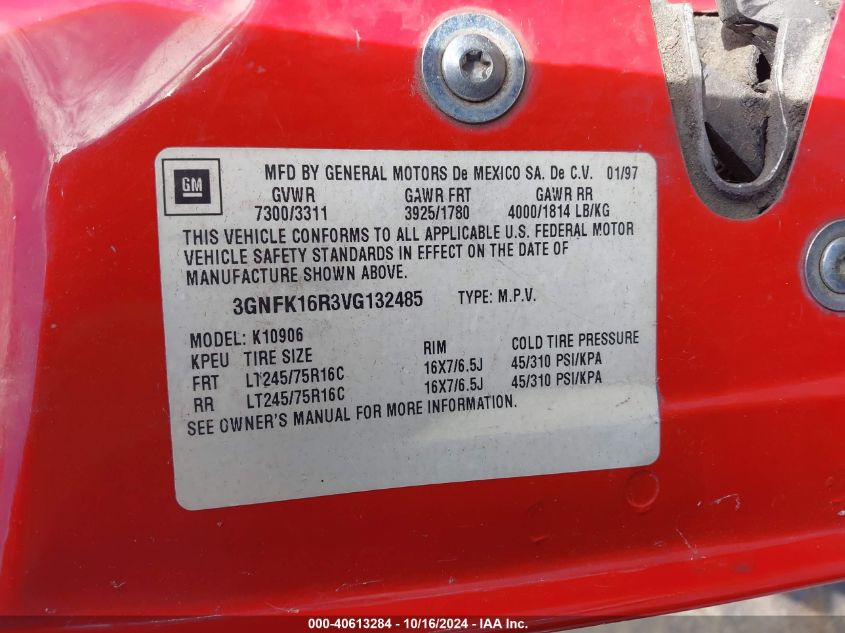 GM
MFD BY GENERAL MOTORS De MEXICO SA. De C.V. 01/97
GVWR GAWR FRT GAWR RR
7300/3311 3925/1780 4000/1814 LB/KG
THIS VEHICLE CONFORMS TO ALL APPLICABLE U.S. FEDERAL MOTOR
VEHICLE SAFETY STANDARDS IN EFFECT ON THE DATE OF
MANUFACTURE SHOWN ABOVE.
3GNFK16R3VG132485 TYPE: M.P.V.
MODEL: K10906
KPEU TIRE SIZE RIM COLD TIRE PRESSURE
FRT LT245/75R16C 16X7/6.5J 45/310 PSI/KPA
RR LT245/75R16C 16X7/6.5J 45/310 PSI/KPA
SEE OWNER'S MANUAL FOR MORE INFORMATION.
000-40613284 - 10/16/2024 - IAA Inc.